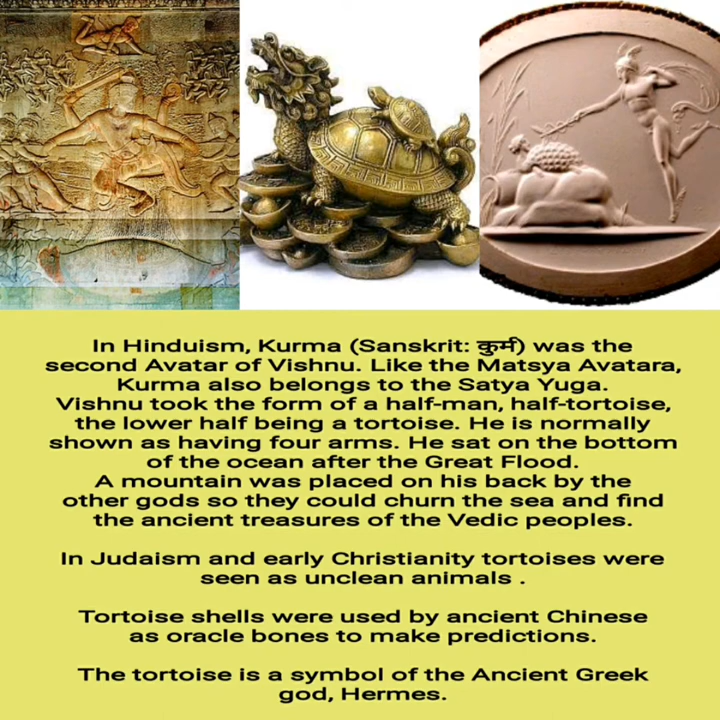 In Hinduism, Kurma (Sanskrit: कुर्म) was the
second Avatar of Vishnu. Like the Matsya Avatara,
Kurma also belongs to the Satya Yuga.
Vishnu took the form of a half-man, half-tortoise,
the lower half being a tortoise. He is normally
shown as having four arms. He sat on the bottom
of the ocean after the Great Flood.
A mountain was placed on his back by the
other gods so they could churn the sea and find
the ancient treasures of the Vedic peoples.
In Judaism and early Christianity tortoises were
seen as unclean animals .
Tortoise shells were used by ancient Chinese
as oracle bones to make predictions.
The tortoise is a symbol of the Ancient Greek
god, Hermes.